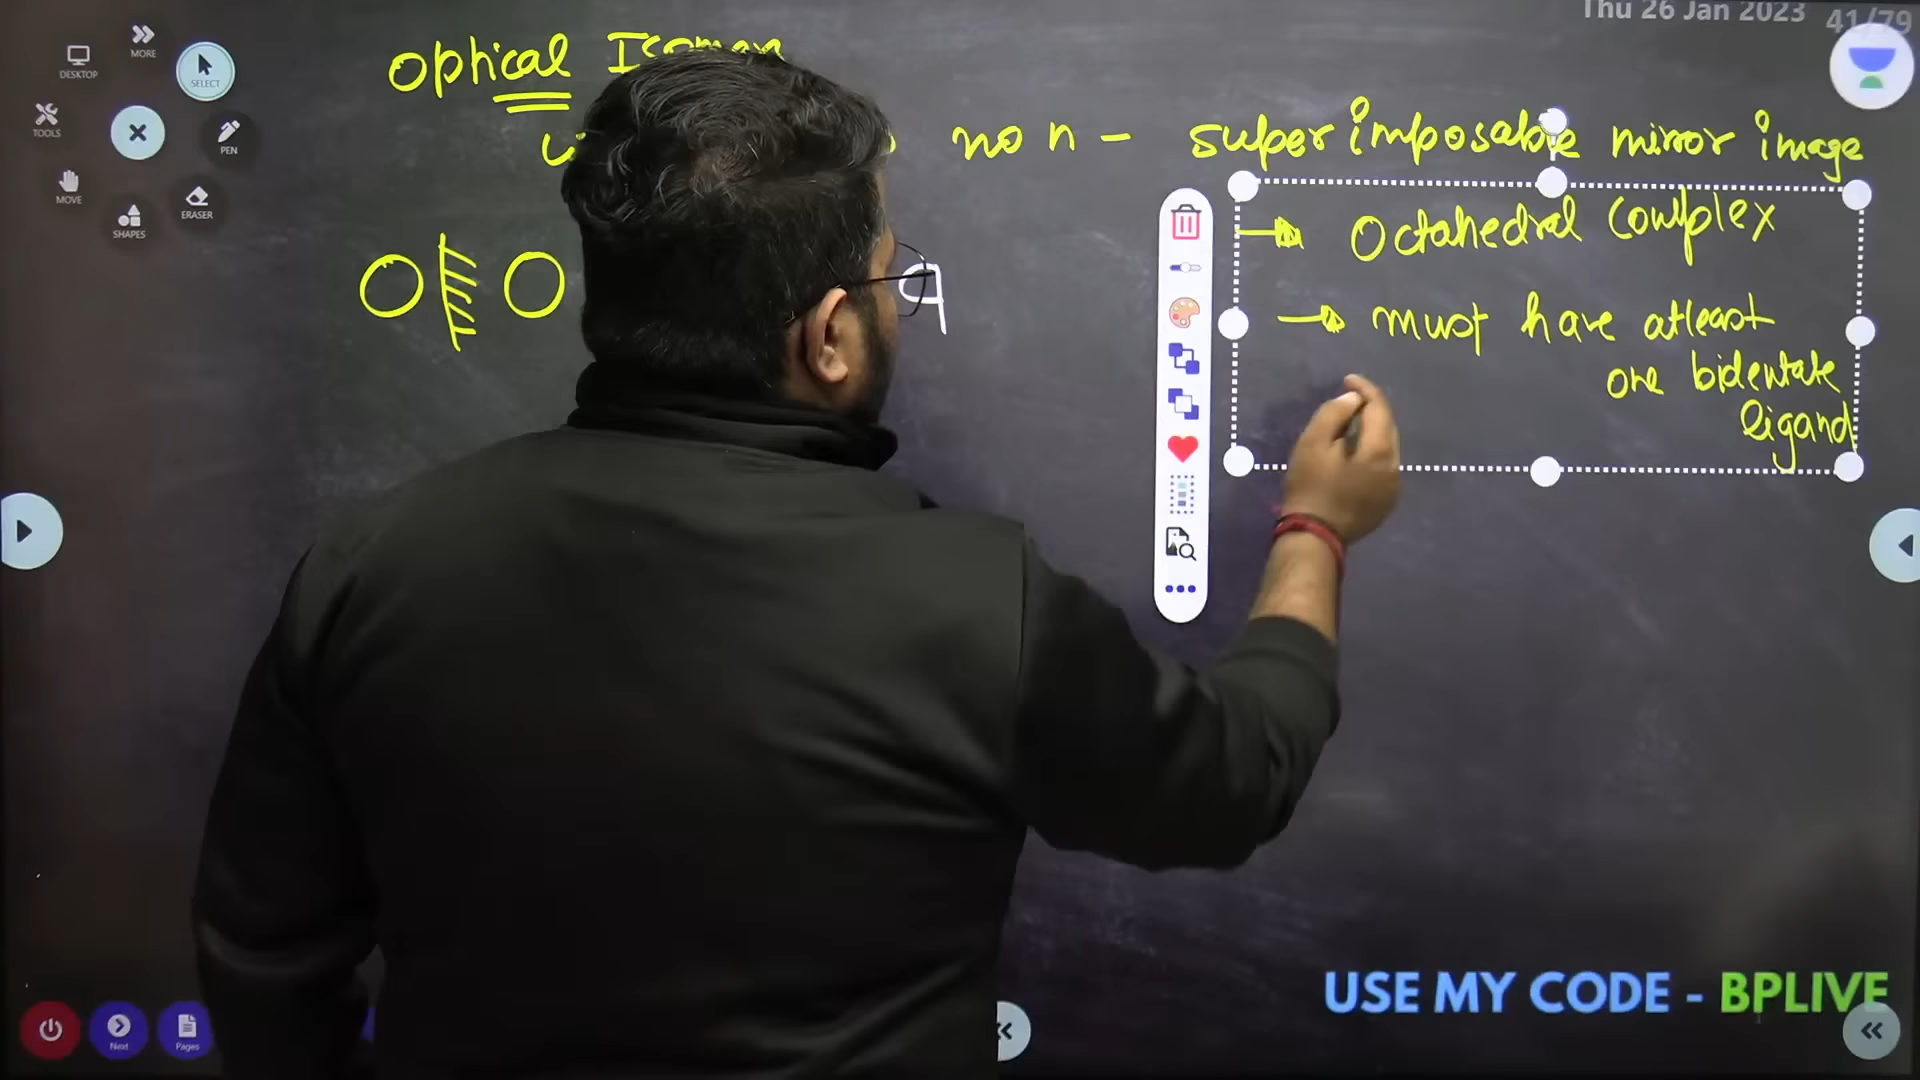 Thu 26 Jan 2023 41/79
MORE
DESKTOP
SELECT
TOOLS
PEN
MOVE
ERASER
SHAPES
Optical
non - superimposable mirror image
Octahedral complex
q
must have atleast
one bidentate
ligand
USE MY CODE - BPLIVE
Next
Pages